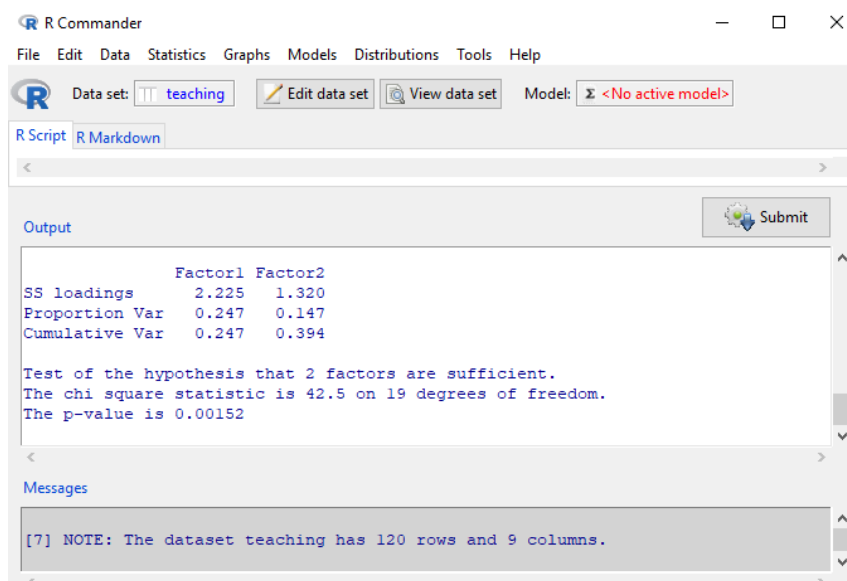 R Commander
File Edit Data Statistics Graphs Models Distributions Tools Help
R Data set: teaching Edit data set View data set Model: Σ <No active model>
R Script R Markdown
Submit
Output
Factor1 Factor2
SS loadings 2.225 1.320
Proportion Var 0.247 0.147
Cumulative Var 0.247 0.394
Test of the hypothesis that 2 factors are sufficient.
The chi square statistic is 42.5 on 19 degrees of freedom.
The p-value is 0.00152
Messages
[7] NOTE: The dataset teaching has 120 rows and 9 columns.